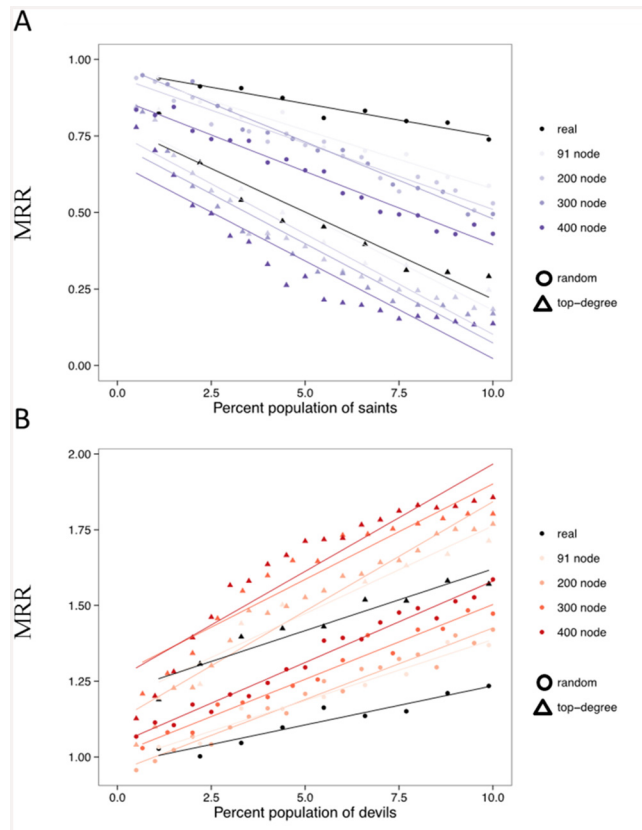 A
1.00
0.75
0.50
0.25
0.00
MRR
0.0 2.5 5.0 7.5 10.0
Percent population of saints
real
91 node
200 node
300 node
400 node
random
top-degree
B
2.00
1.75
1.50
1.25
1.00
MRR
0.0 2.5 5.0 7.5 10.0
Percent population of devils
real
91 node
200 node
300 node
400 node
random
top-degree